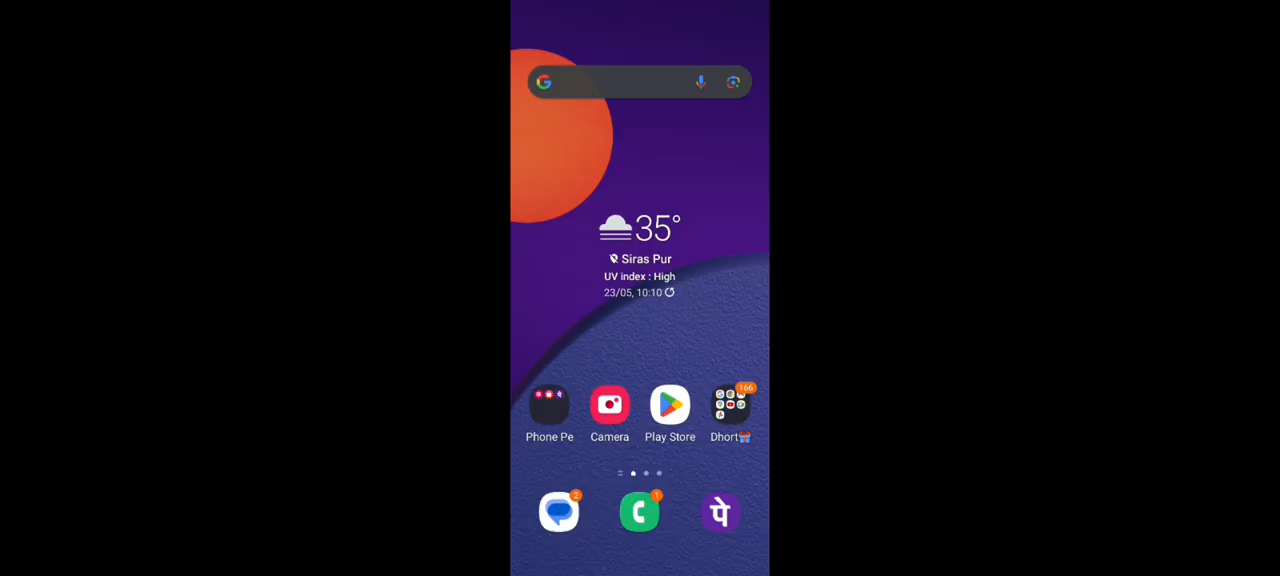 35°
Siras Pur
UV index : High
23/05, 10:10
166
Phone Pe
Camera
Play Store
Dhort
2
1
पे